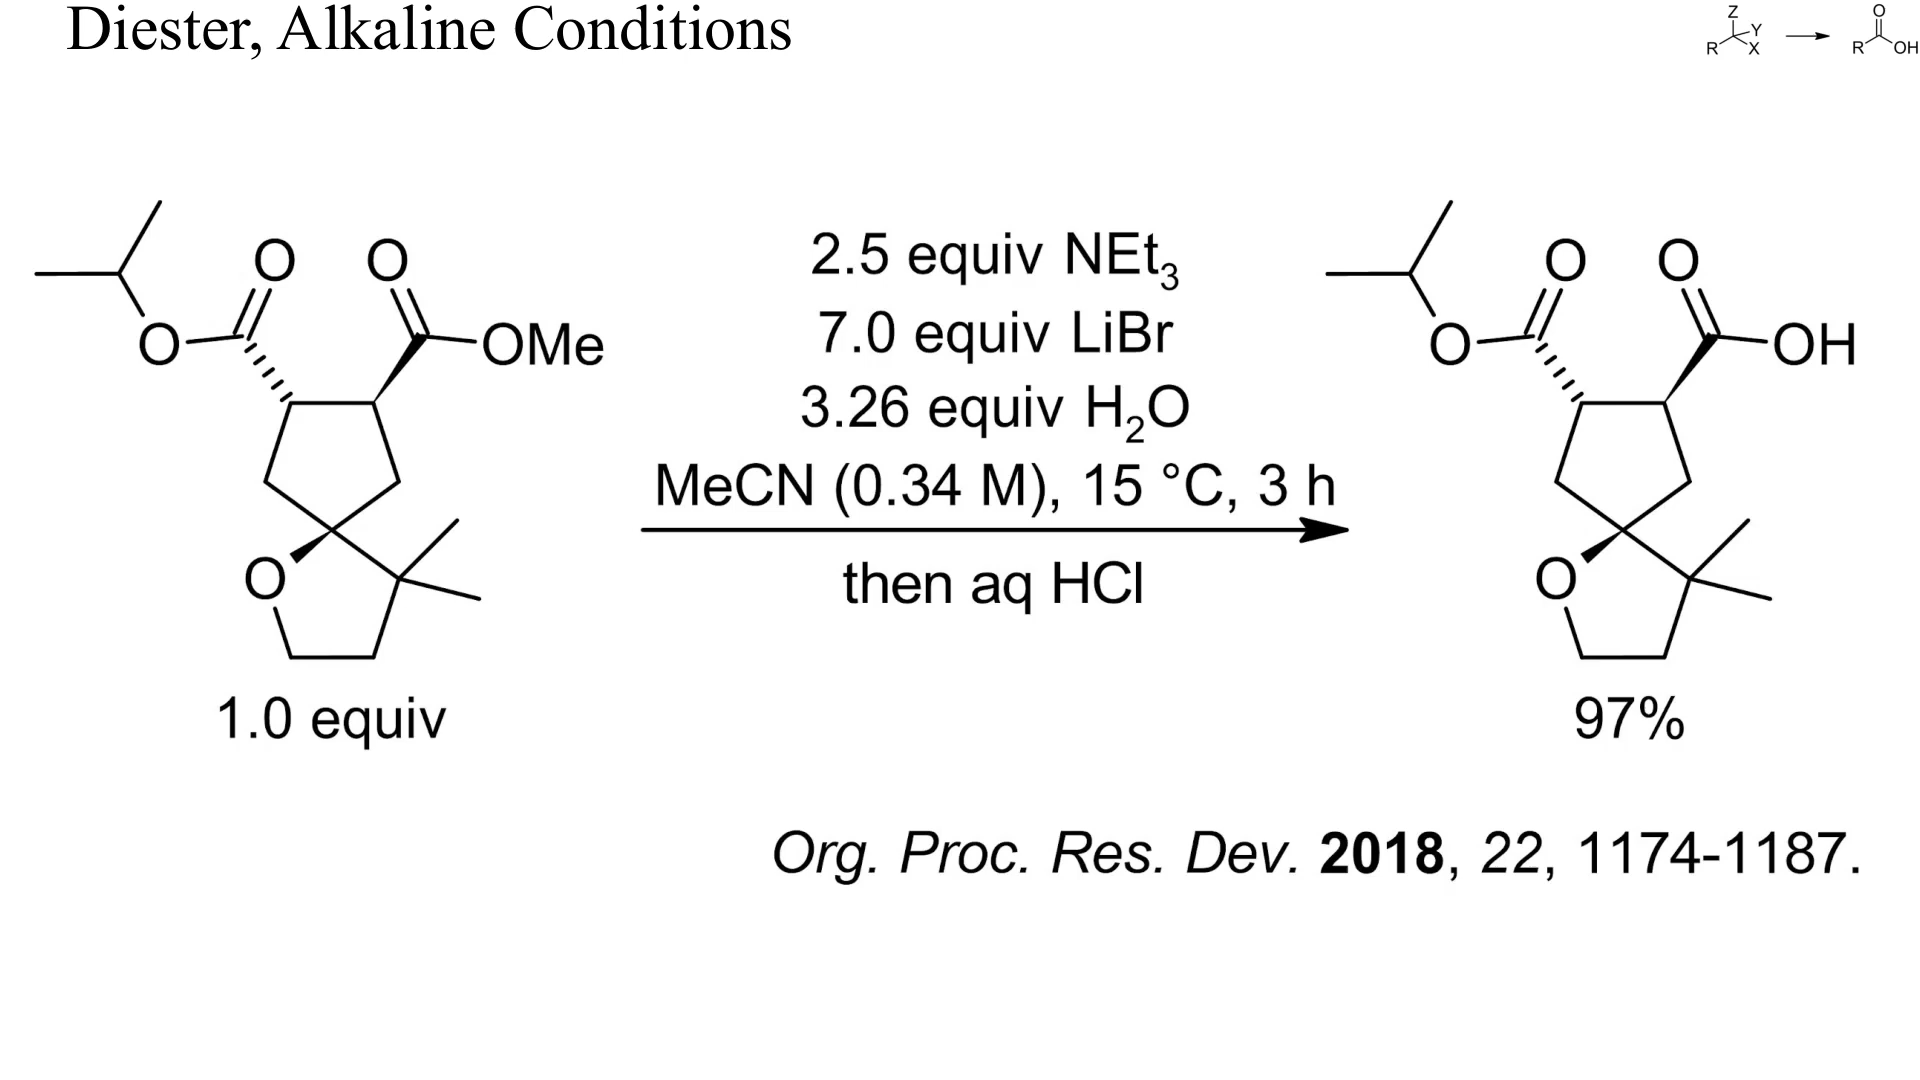 Diester, Alkaline Conditions
Z
Y
R
X
O
R
OH
O
O
O
OMe
O
1.0 equiv
2.5 equiv NEt₃
7.0 equiv LiBr
3.26 equiv H₂O
MeCN (0.34 M), 15 °C, 3 h
then aq HCl
O
O
O
OH
O
97%
Org. Proc. Res. Dev. 2018, 22, 1174-1187.